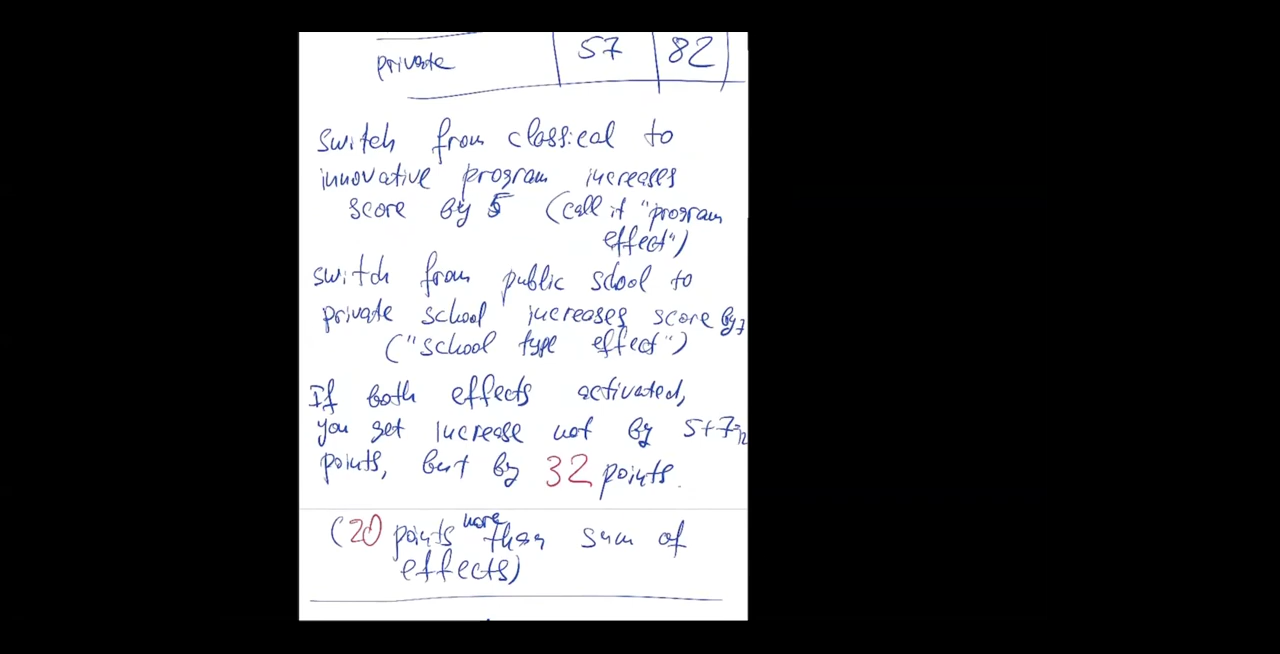 private 57 82
switch from classical to
innovative program increases
score by 5 (call it "program
effect")
switch from public school to
private school increases score by 7
("school type effect")
If both effects activated,
you get increase not by 5+7=12
points, but by 32 points.
(20 points more than sum of
effects)